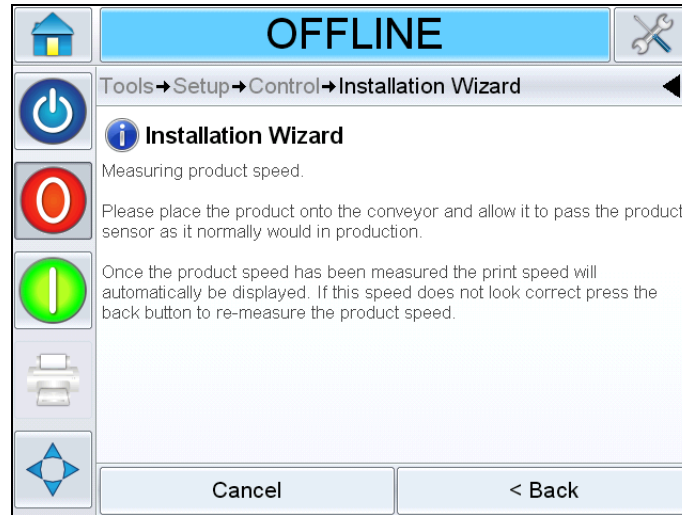 OFFLINE
Tools→Setup→Control→Installation Wizard
Installation Wizard
Measuring product speed.
Please place the product onto the conveyor and allow it to pass the product
sensor as it normally would in production.
Once the product speed has been measured the print speed will
automatically be displayed. If this speed does not look correct press the
back button to re-measure the product speed.
Cancel
< Back